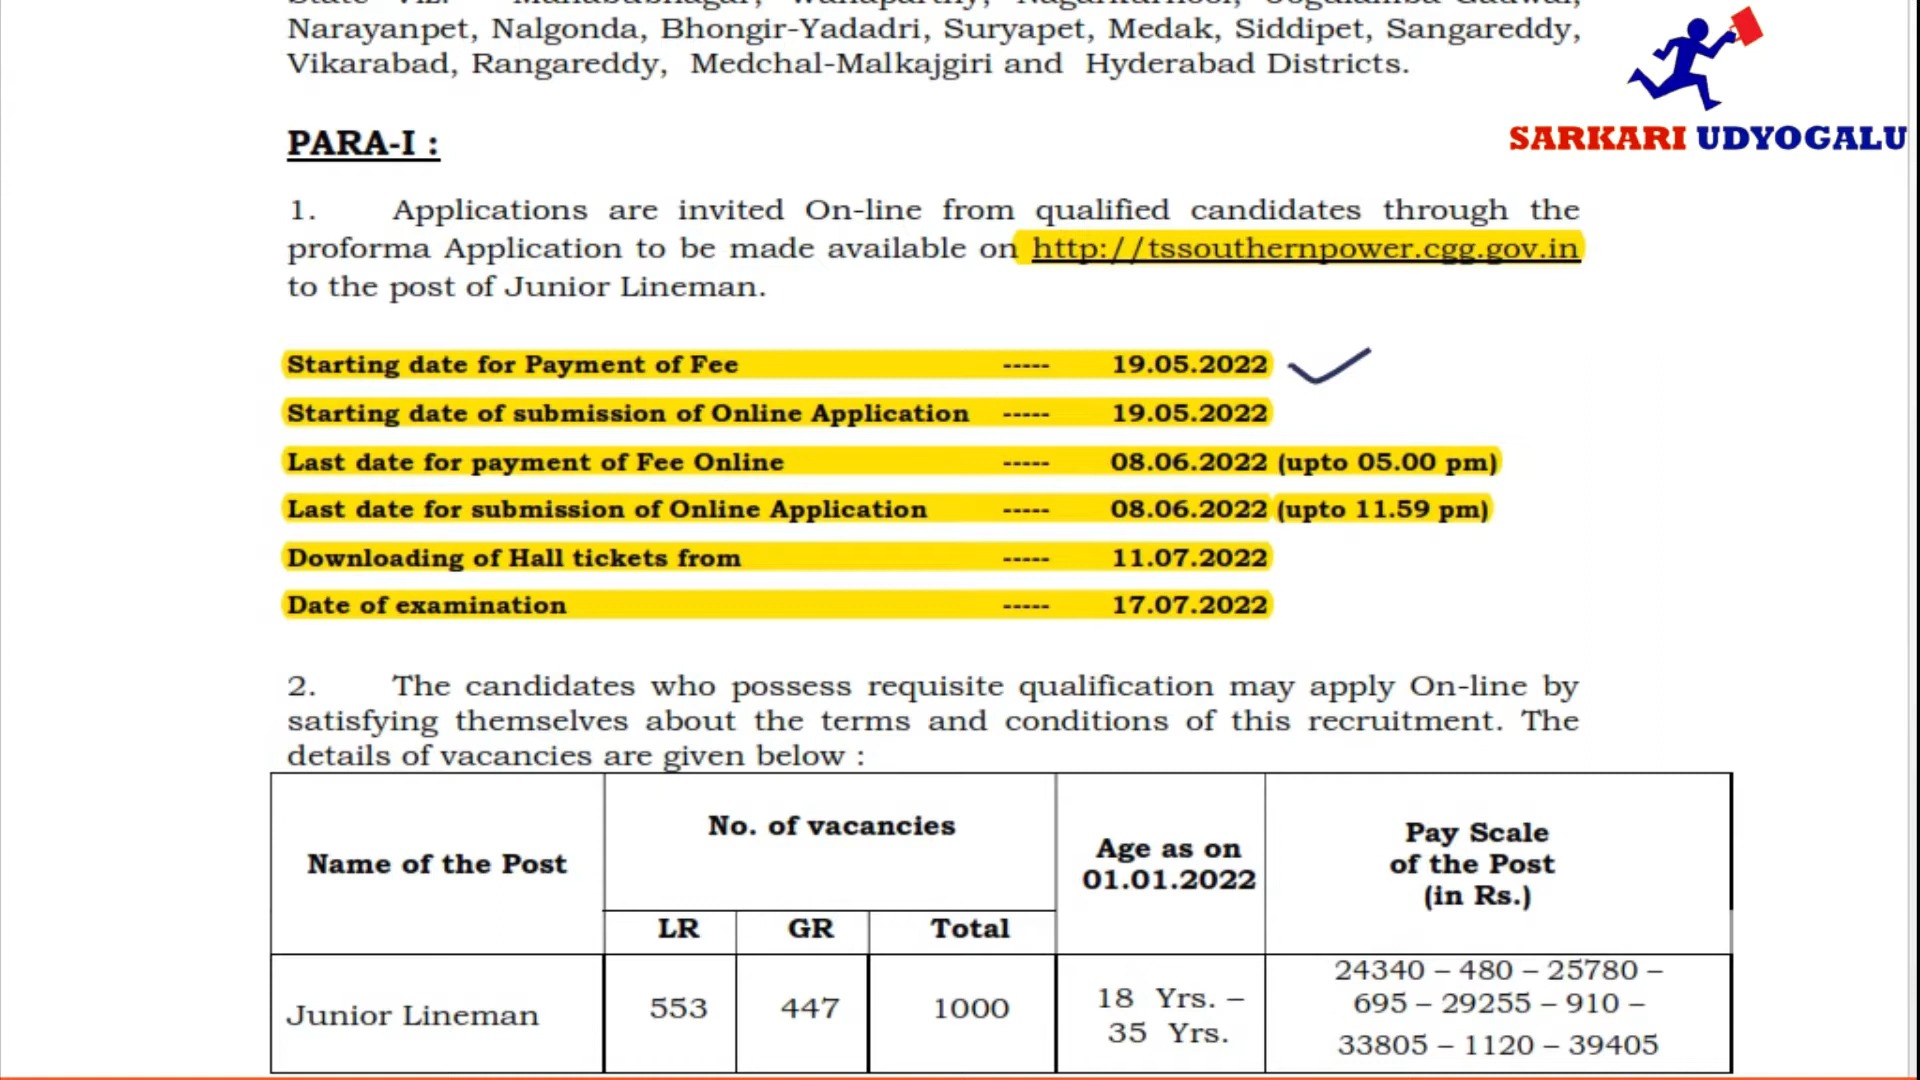 Narayanpet, Nalgonda, Bhongir-Yadadri, Suryapet, Medak, Siddipet, Sangareddy,
Vikarabad, Rangareddy, Medchal-Malkajgiri and Hyderabad Districts.
SARKARI UDYOGALU
PARA-I :
1. Applications are invited On-line from qualified candidates through the
proforma Application to be made available on http://tssouthernpower.cgg.gov.in
to the post of Junior Lineman.
Starting date for Payment of Fee ----- 19.05.2022
Starting date of submission of Online Application ----- 19.05.2022
Last date for payment of Fee Online ----- 08.06.2022 (upto 05.00 pm)
Last date for submission of Online Application ----- 08.06.2022 (upto 11.59 pm)
Downloading of Hall tickets from ----- 11.07.2022
Date of examination ----- 17.07.2022
2. The candidates who possess requisite qualification may apply On-line by
satisfying themselves about the terms and conditions of this recruitment. The
details of vacancies are given below :
Name of the Post
No. of vacancies
LR GR Total
Age as on
01.01.2022
Pay Scale
of the Post
(in Rs.)
Junior Lineman
553 447 1000
18 Yrs. –
35 Yrs.
24340 – 480 – 25780 –
695 – 29255 – 910 –
33805 – 1120 – 39405